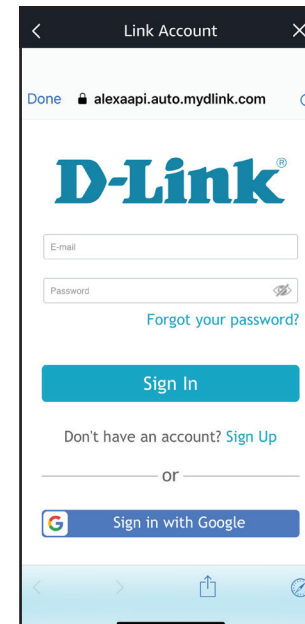 Link Account
Done alexaapi.auto.mydlink.com
D-Link®
E-mail
Password
Forgot your password?
Sign In
Don't have an account? Sign Up
or
G Sign in with Google